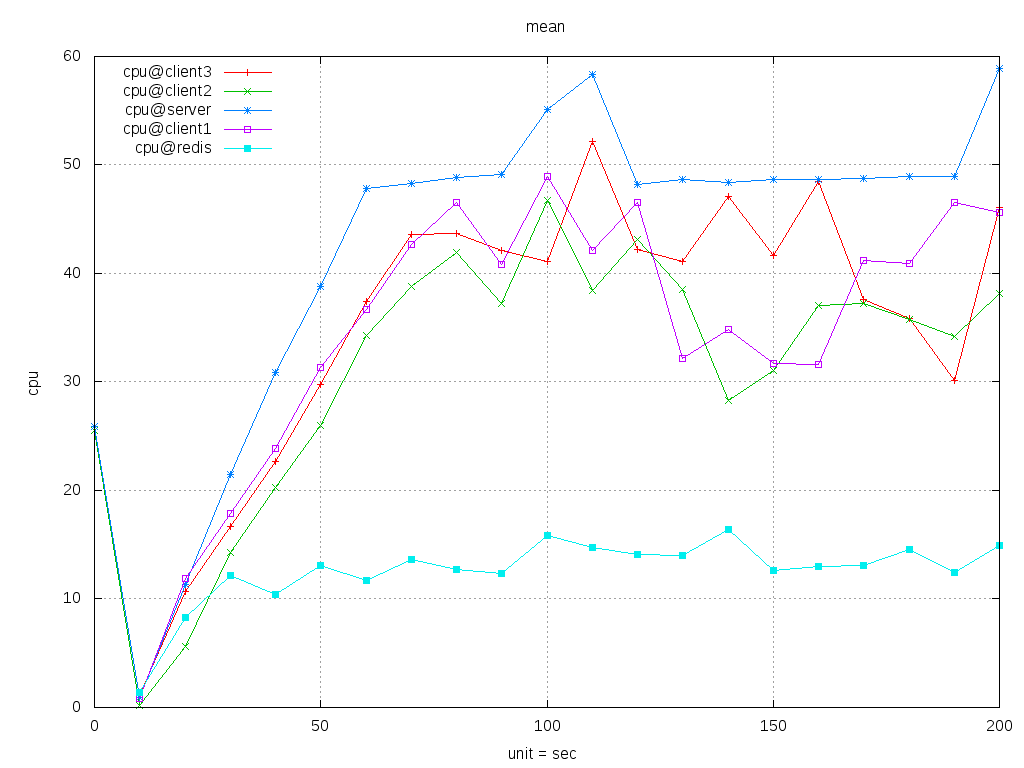 mean
60
50
40
30
20
10
0
cpu
cpu@client3
cpu@client2
cpu@server
cpu@client1
cpu@redis
0 50 100 150 200
unit = sec